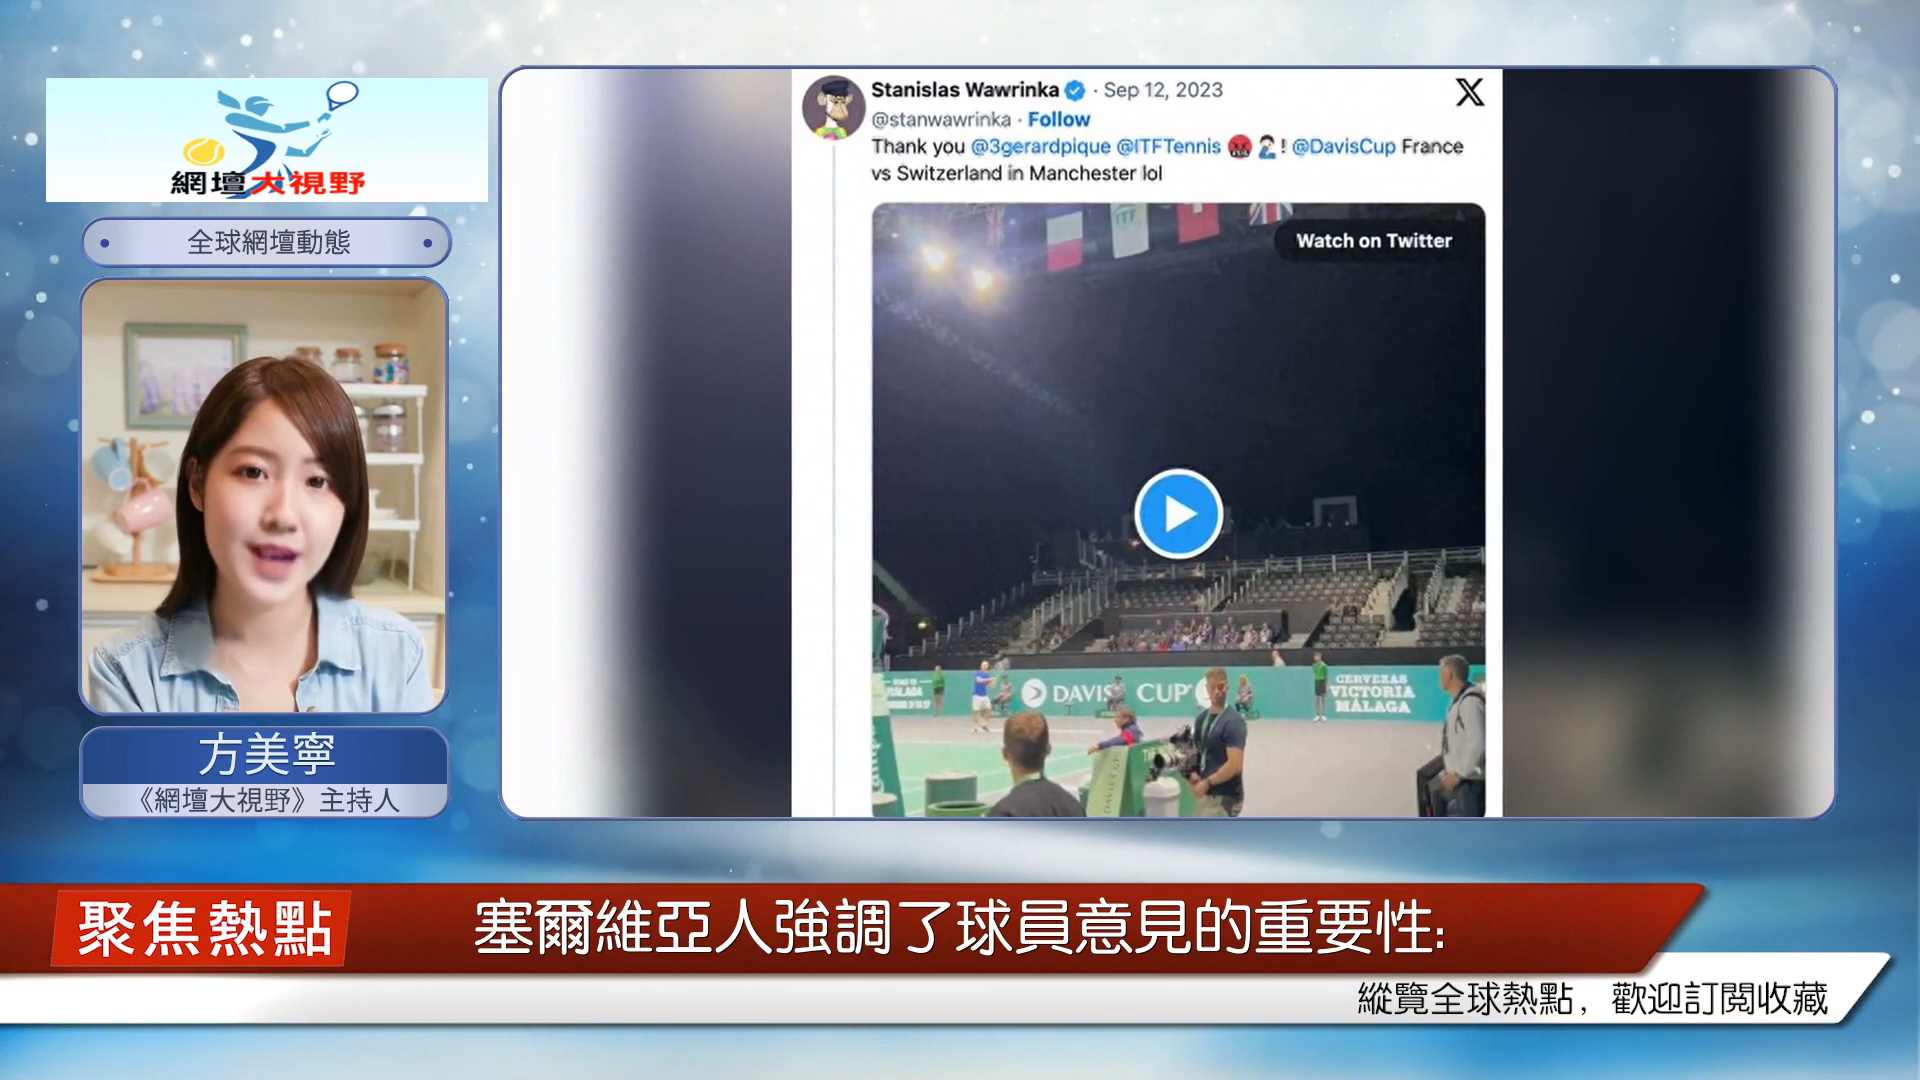 網壇大視野
全球網壇動態
方美寧
《網壇大視野》主持人
Stanislas Wawrinka · Sep 12, 2023
@stanwawrinka · Follow
Thank you @3gerardpique @ITFTennis ! @DavisCup France
vs Switzerland in Manchester lol
Watch on Twitter
ITF
DAVIS CUP
CERVEZAS
VICTORIA
MÁLAGA
聚焦熱點
塞爾維亞人強調了球員意見的重要性:
縱覽全球熱點，歡迎訂閲收藏